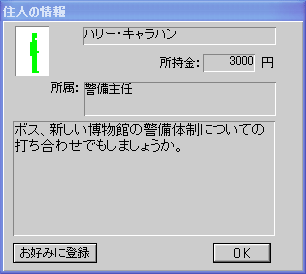 住人の情報
ハリー・キャラハン
所持金: 3000 円
所属: 警備主任
ボス、新しい博物館の警備体制についての
打ち合わせでもしましょうか。
お好みに登録 OK